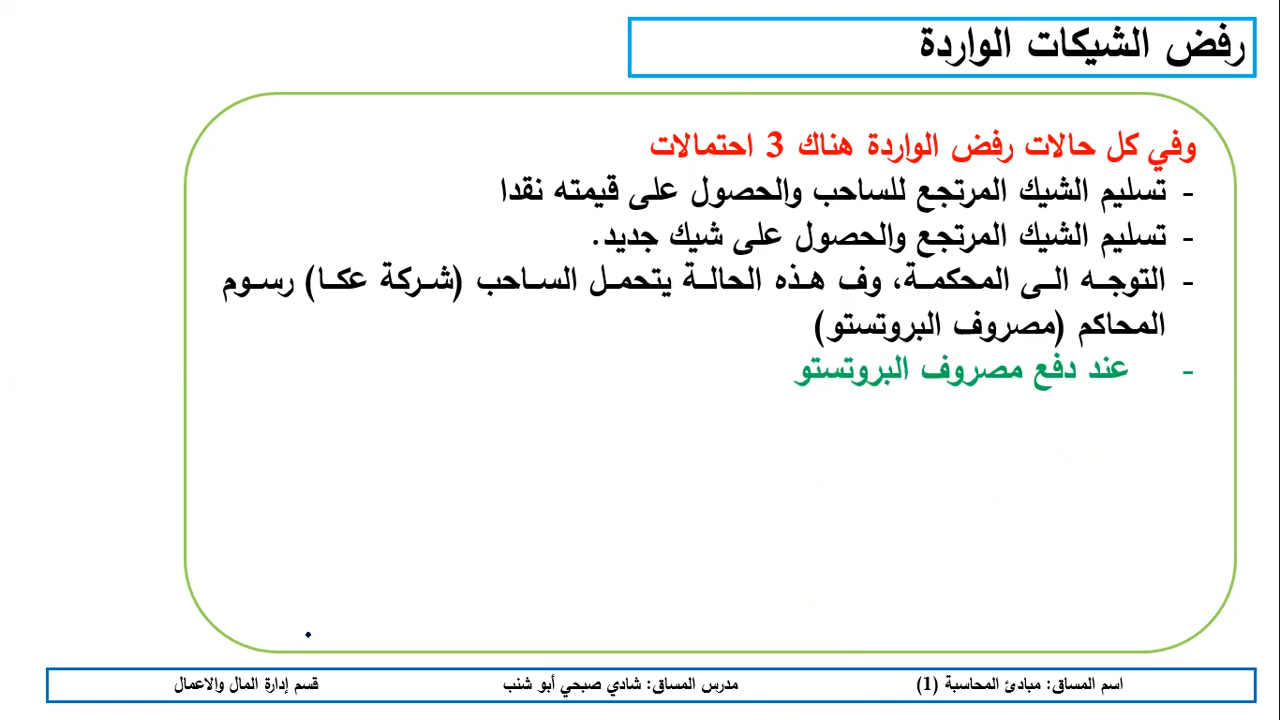 رفض الشيكات الواردة
وفي كل حالات رفض الواردة هناك 3 احتمالات
- تسليم الشيك المرتجع للساحب والحصول على قيمته نقدا
- تسليم الشيك المرتجع والحصول على شيك جديد.
- التوجه الى المحكمة، وف هذه الحالة يتحمل الساحب (شركة عكا) رسوم
المحاكم (مصروف البروتستو)
- عند دفع مصروف البروتستو
اسم المساق: مبادئ المحاسبة (1) مدرس المساق: شادي صبحي أبو شنب قسم إدارة المال والاعمال